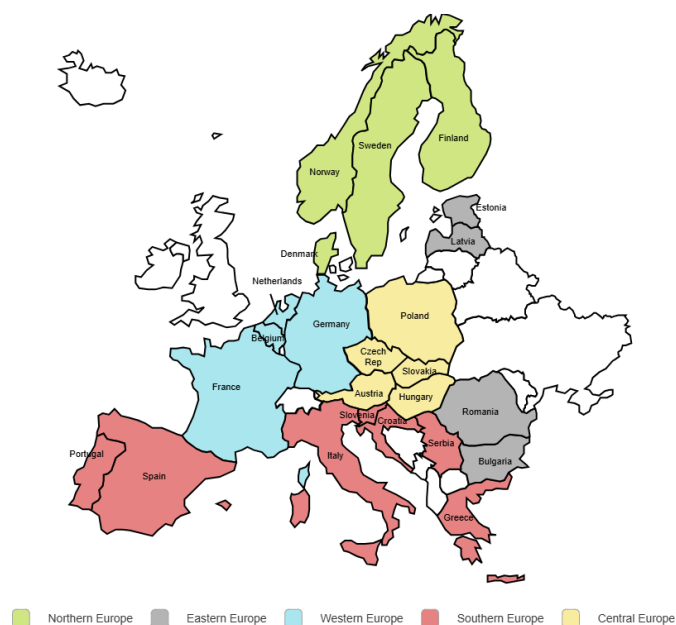 Sweden
Finland
Norway
Estonia
Latvia
Denmark
Netherlands
Germany
Poland
Belgium
Czech
Rep
Slovakia
France
Austria
Hungary
Romania
Slovenia
Croatia
Serbia
Portugal
Italy
Bulgaria
Spain
Greece
Northern Europe
Eastern Europe
Western Europe
Southern Europe
Central Europe